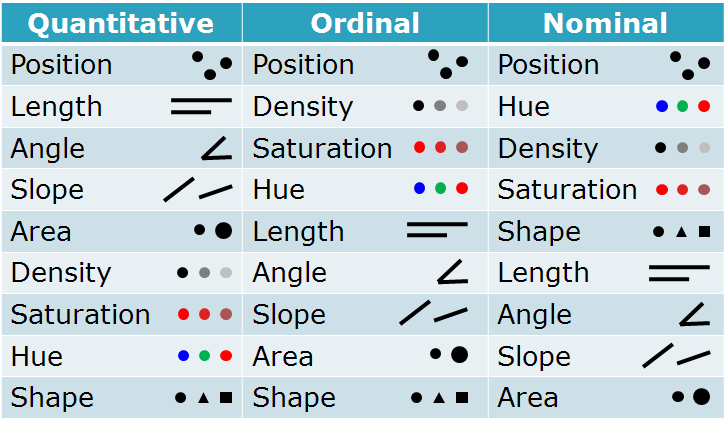 Quantitative Ordinal Nominal
Position Position Position
Length Density Hue
Angle Saturation Density
Slope Hue Saturation
Area Length Shape
Density Angle Length
Saturation Slope Angle
Hue Area Slope
Shape Shape Area